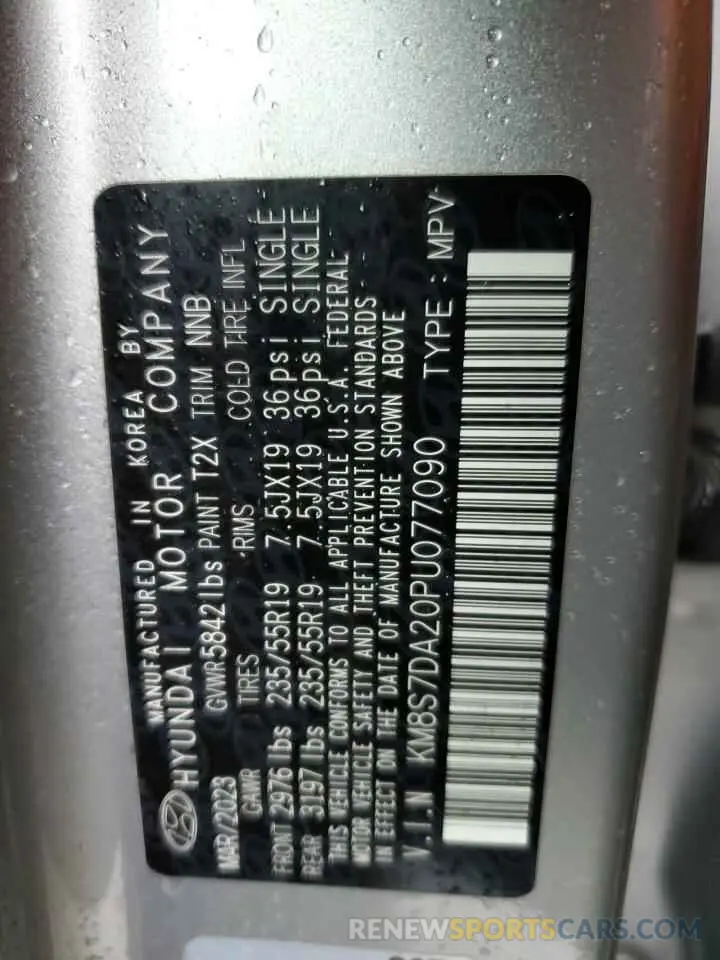 MANUFACTURED IN KOREA BY
HYUNDAI MOTOR COMPANY
MAR/2023 GVWR 5842 lbs PAINT T2X TRIM NNB
GAWR TIRES RIMS COLD TIRE INFL
FRONT 2976 lbs 235/55R19 7.5JX19 36psi SINGLE
REAR 3197 lbs 235/55R19 7.5JX19 36psi SINGLE
THIS VEHICLE CONFORMS TO ALL APPLICABLE U.S.A. FEDERAL
MOTOR VEHICLE SAFETY AND THEFT PREVENTION STANDARDS
IN EFFECT ON THE DATE OF MANUFACTURE SHOWN ABOVE
V.I.N KM8S7DA20PU077090 TYPE : MPV
RENEWSPORTSCARS.COM